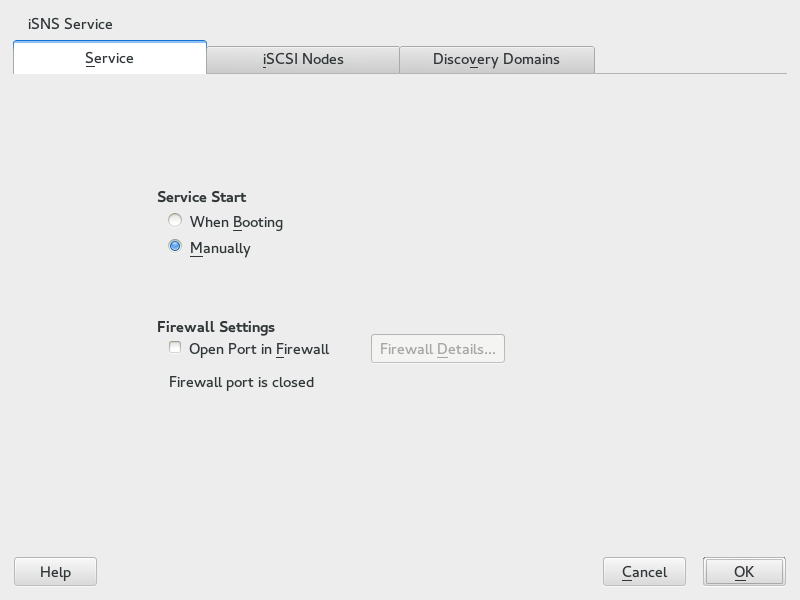 iSNS Service
Service iSCSI Nodes Discovery Domains
Service Start
When Booting
Manually
Firewall Settings
Open Port in Firewall Firewall Details...
Firewall port is closed
Help Cancel OK